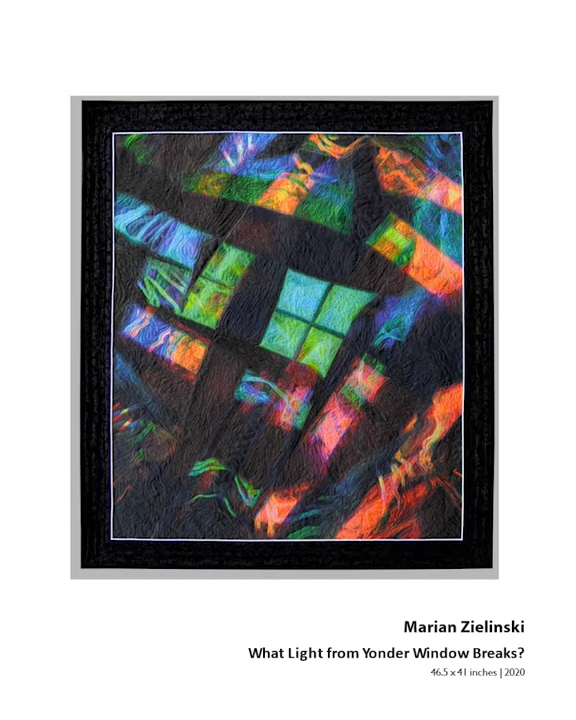 Marian Zielinski
What Light from Yonder Window Breaks?
46.5 x 41 inches | 2020